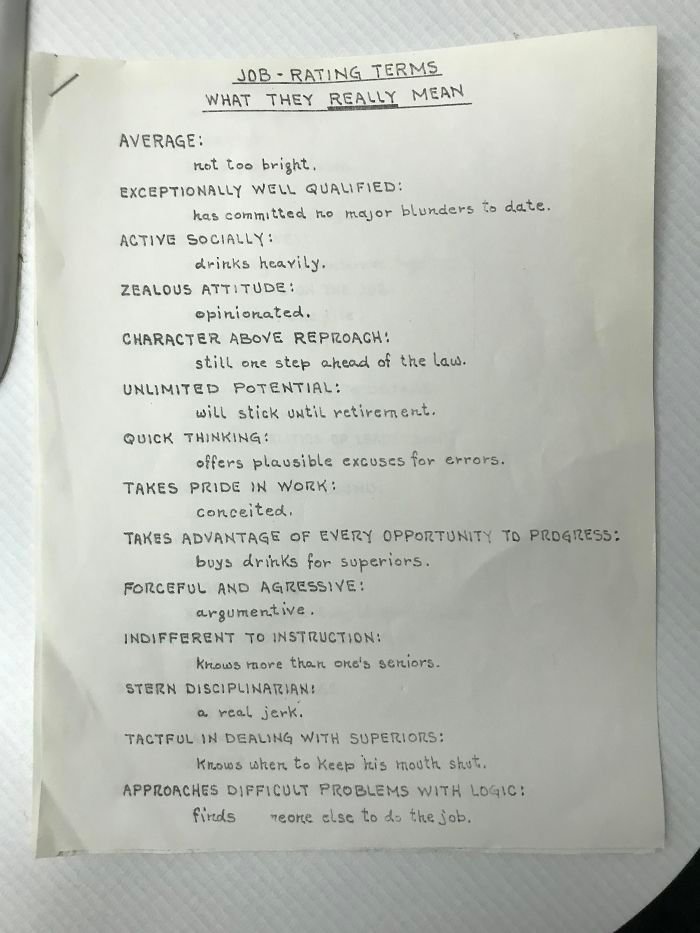 JOB-RATING TERMS
WHAT THEY REALLY MEAN
AVERAGE:
not too bright.
EXCEPTIONALLY WELL QUALIFIED:
has committed no major blunders to date.
ACTIVE SOCIALLY:
drinks heavily.
ZEALOUS ATTITUDE:
opinionated.
CHARACTER ABOVE REPROACH:
still one step ahead of the law.
UNLIMITED POTENTIAL:
will stick until retirement.
QUICK THINKING:
offers plausible excuses for errors.
TAKES PRIDE IN WORK:
conceited.
TAKES ADVANTAGE OF EVERY OPPORTUNITY TO PROGRESS:
buys drinks for superiors.
FORCEFUL AND AGRESSIVE:
argumentive.
INDIFFERENT TO INSTRUCTION:
knows more than one's seniors.
STERN DISCIPLINARIAN:
a real jerk.
TACTFUL IN DEALING WITH SUPERIORS:
knows when to keep his mouth shut.
APPROACHES DIFFICULT PROBLEMS WITH LOGIC:
finds else to do the job.